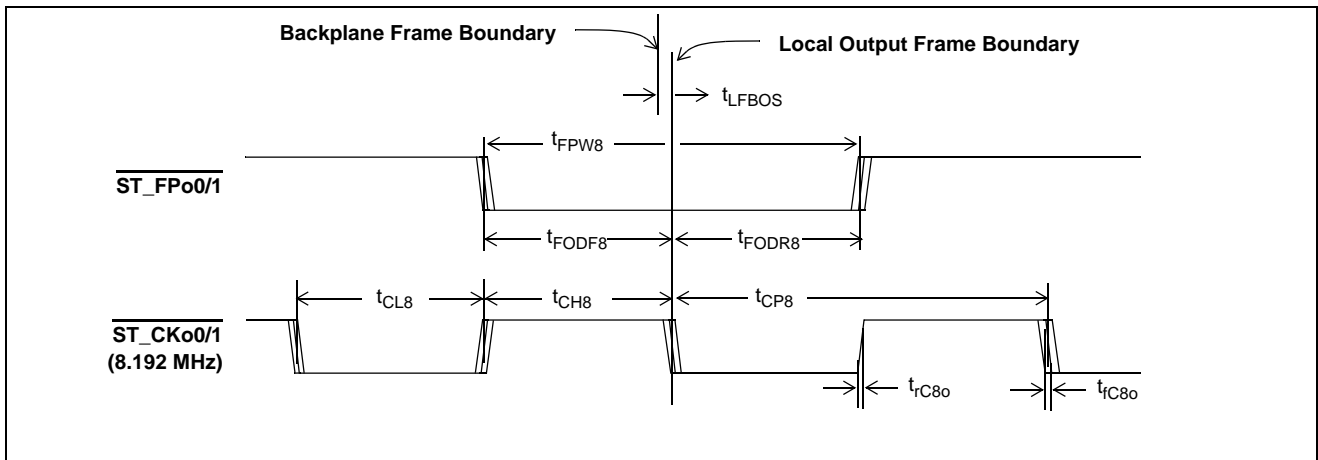 Backplane Frame Boundary
Local Output Frame Boundary
tLFBOS
tFPW8
ST_FPo0/1
tFODF8
tFODR8
tCL8
tCH8
tCP8
ST_CKo0/1
(8.192 MHz)
trC8o
tfC8o